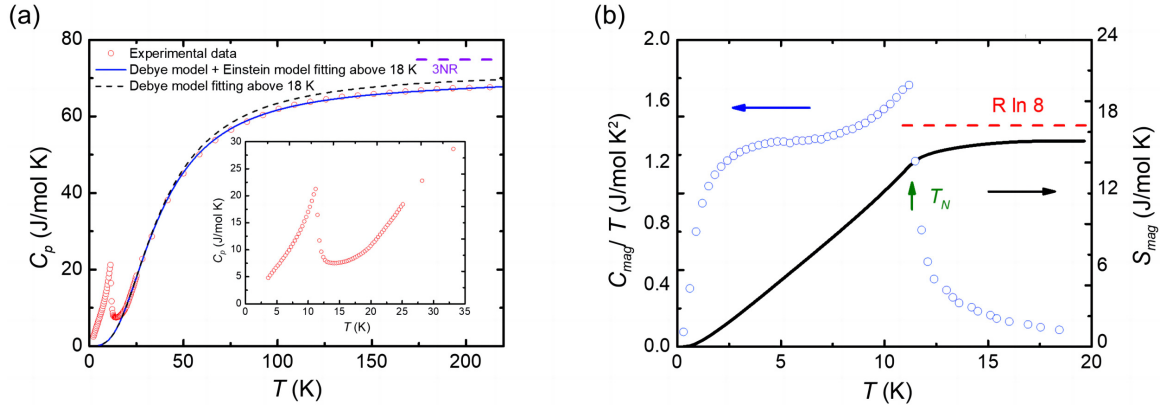 (a)
80
60
40
20
0
C_p (J/mol K)
Experimental data
Debye model + Einstein model fitting above 18 K
Debye model fitting above 18 K
3NR
30
25
20
15
10
5
0
C_p (J/mol K)
0 5 10 15 20 25 30 35
T (K)
0 50 100 150 200
T (K)
(b)
2.0
1.6
1.2
0.8
0.4
0.0
C_mag/ T (J/mol K²)
R ln 8
T_N
24
18
12
6
0
S_mag (J/mol K)
0 5 10 15 20
T (K)